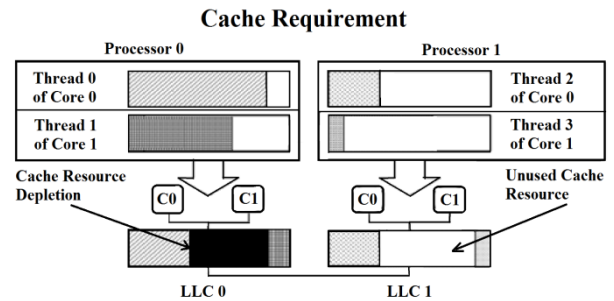 Cache Requirement
Processor 0
Processor 1
Thread 0
of Core 0
Thread 1
of Core 1
Thread 2
of Core 0
Thread 3
of Core 1
Cache Resource
Depletion
C0
C1
C0
C1
Unused Cache
Resource
LLC 0
LLC 1